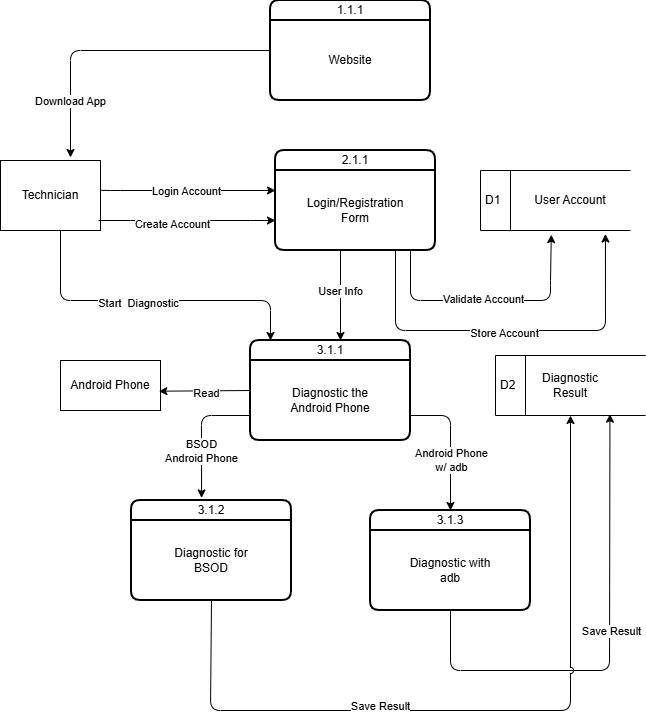 1.1.1
Website
Download App
Technician
Login Account
Create Account
2.1.1
Login/Registration
Form
D1
User Account
User Info
Validate Account
Store Account
Start  Diagnostic
3.1.1
Diagnostic the
Android Phone
Android Phone
Read
D2
Diagnostic
Result
BSOD
Android Phone
Android Phone
w/ adb
3.1.2
Diagnostic for
BSOD
3.1.3
Diagnostic with
adb
Save Result
Save Result